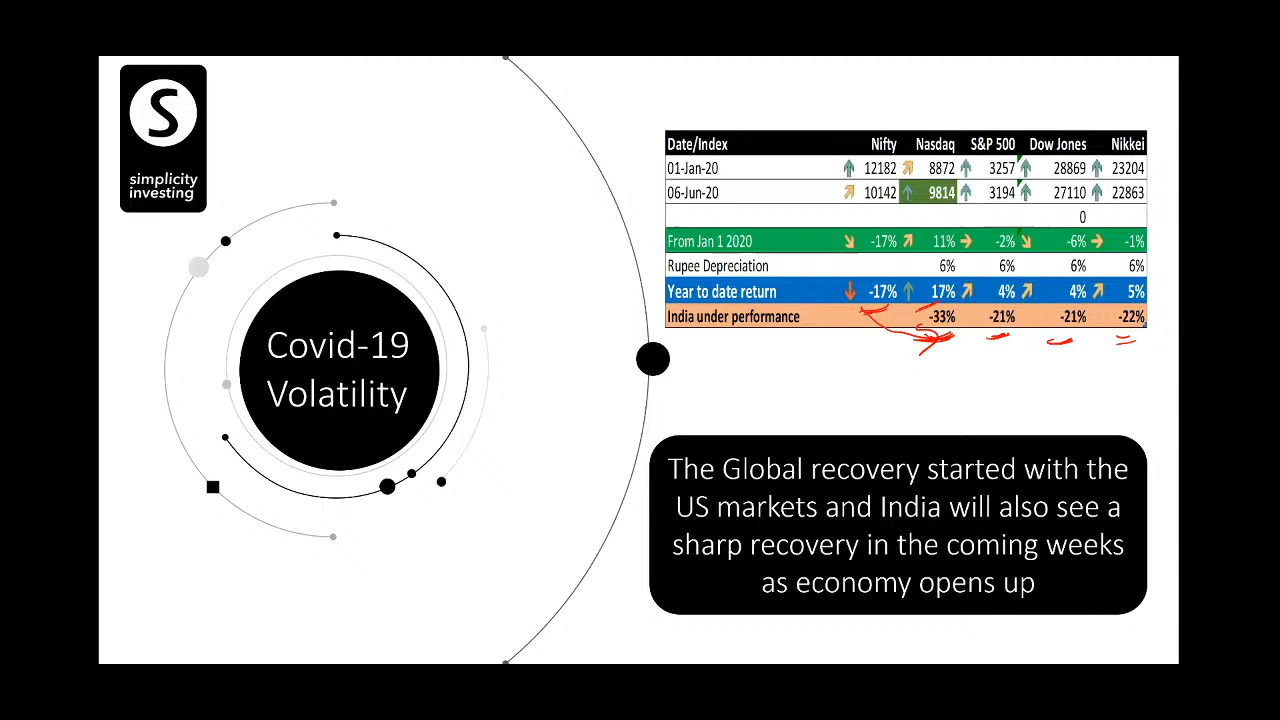 S
simplicity
investing
Covid-19
Volatility
Date/Index Nifty Nasdaq S&P 500 Dow Jones Nikkei
01-Jan-20 12182 8872 3257 28869 23204
06-Jun-20 10142 9814 3194 27110 22863
0
From Jan 1 2020 -17% 11% -2% -6% -1%
Rupee Depreciation 6% 6% 6% 6%
Year to date return -17% 17% 4% 4% 5%
India under performance -33% -21% -21% -22%
The Global recovery started with the
US markets and India will also see a
sharp recovery in the coming weeks
as economy opens up